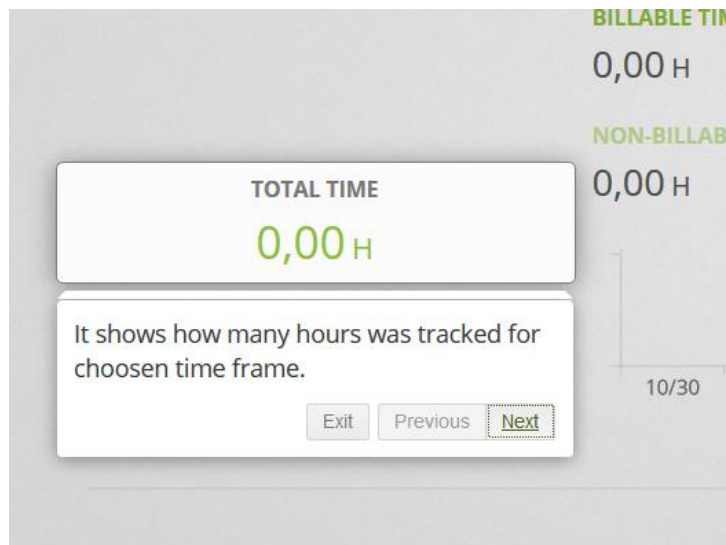 BILLABLE
0,00 H
NON-BILLAB
0,00 H
TOTAL TIME
0,00 H
It shows how many hours was tracked for
choosen time frame.
Exit Previous Next
10/30